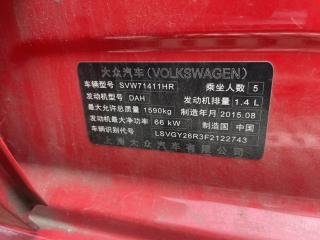 大众汽车(VOLKSWAGEN)
车辆型号 SVW71411HR 乘坐人数 5
发动机型号 DAH 发动机排量 1.4 L
最大允许总质量 1590kg 制造年月 2015.08
发动机最大净功率 66 kW 制造国 中国
车辆识别代号 LSVGY26R3F2122743
上海大众汽车有限公司